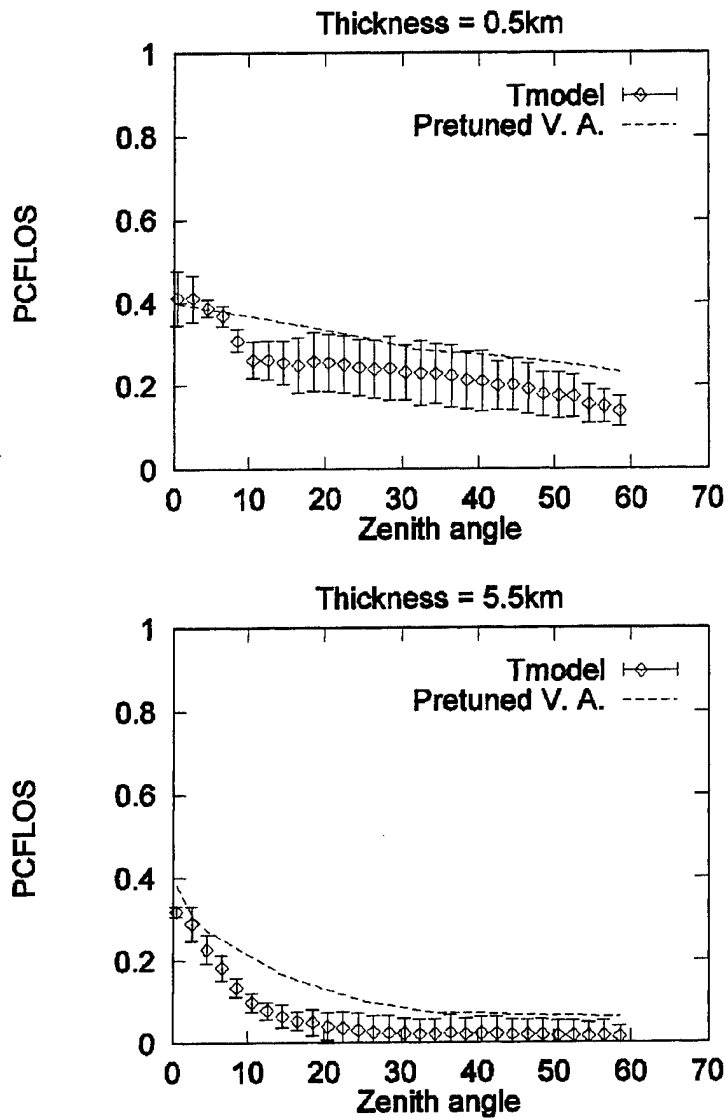 Thickness = 0.5km
1
Tmodel
Pretuned V. A.
0.8
0.6
PCFLOS
0.4
0.2
0
0 10 20 30 40 50 60 70
Zenith angle
Thickness = 5.5km
1
Tmodel
Pretuned V. A.
0.8
0.6
PCFLOS
0.4
0.2
0
0 10 20 30 40 50 60 70
Zenith angle